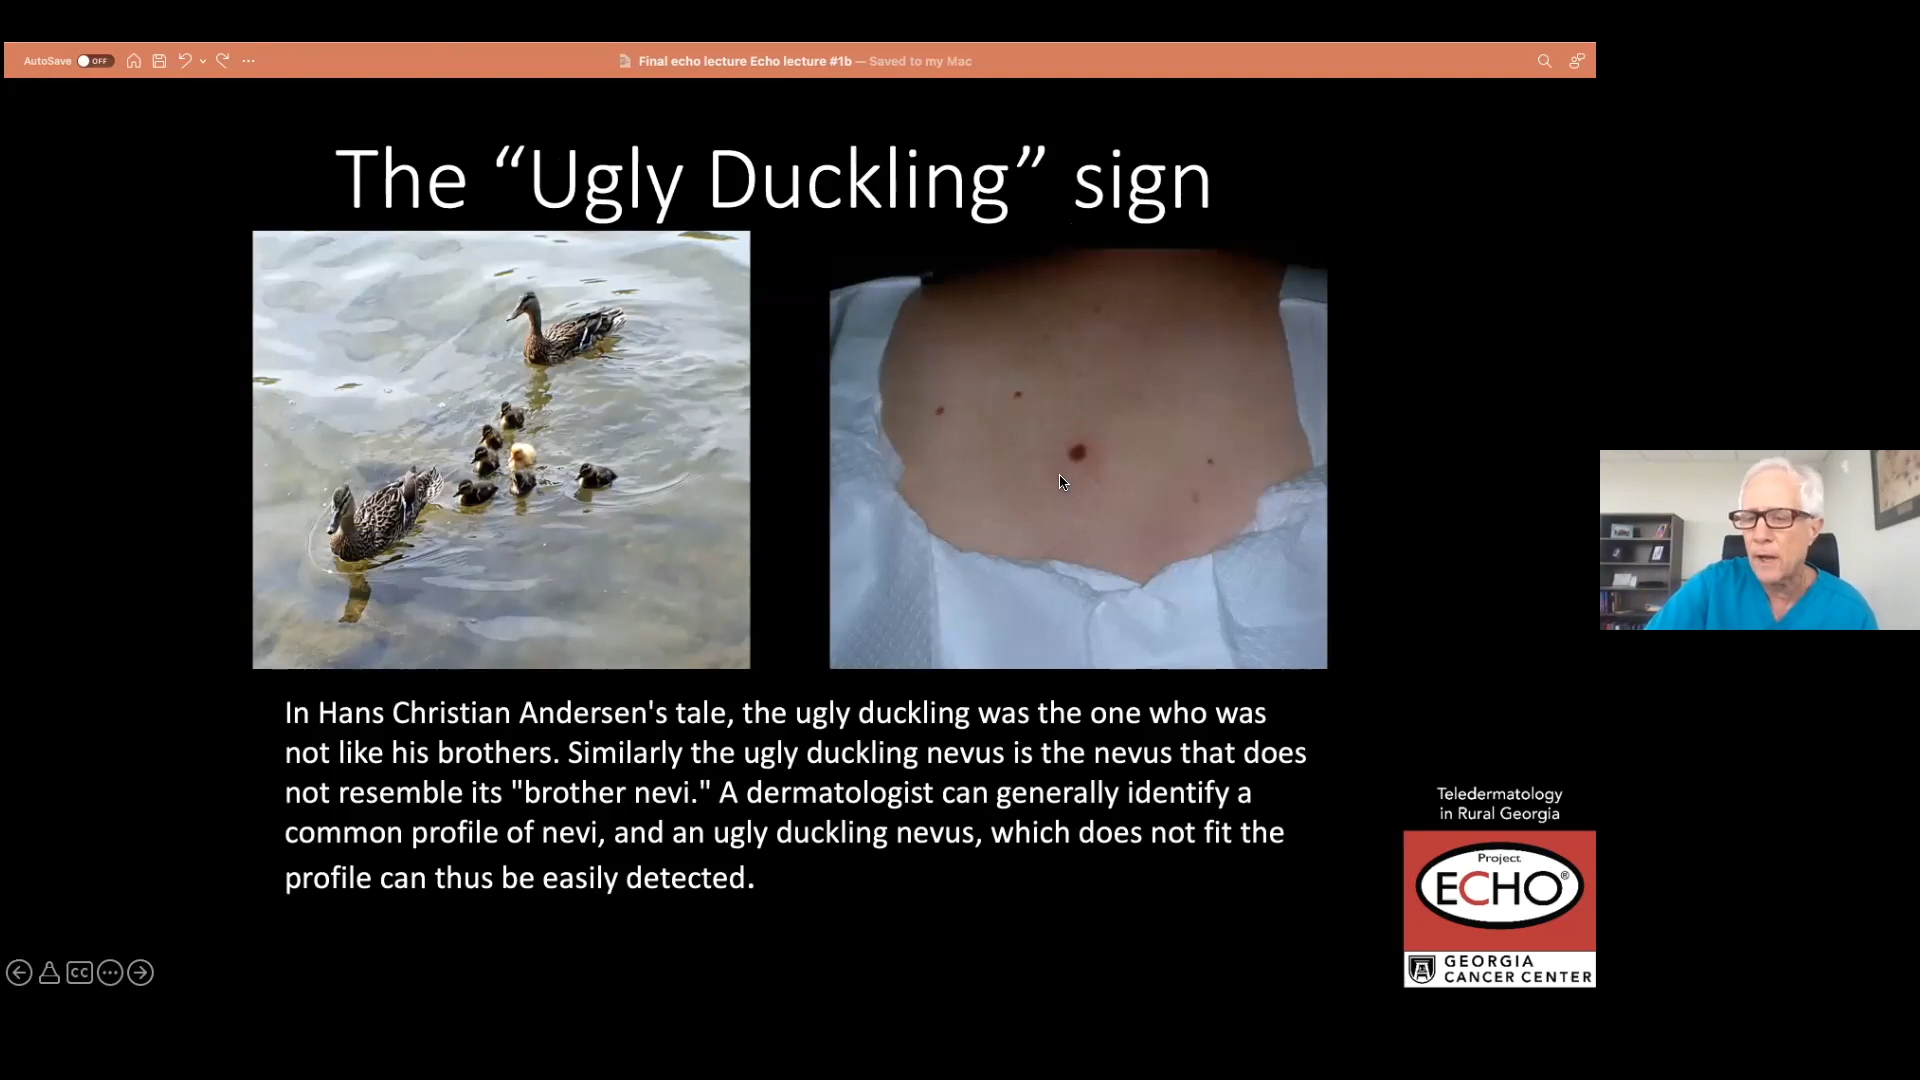 AutoSave OFF
Final echo lecture Echo lecture #1b — Saved to my Mac
The “Ugly Duckling” sign
In Hans Christian Andersen's tale, the ugly duckling was the one who was
not like his brothers. Similarly the ugly duckling nevus is the nevus that does
not resemble its "brother nevi." A dermatologist can generally identify a
common profile of nevi, and an ugly duckling nevus, which does not fit the
profile can thus be easily detected.
Teledermatology
in Rural Georgia
Project
ECHO®
GEORGIA
CANCER CENTER
CC